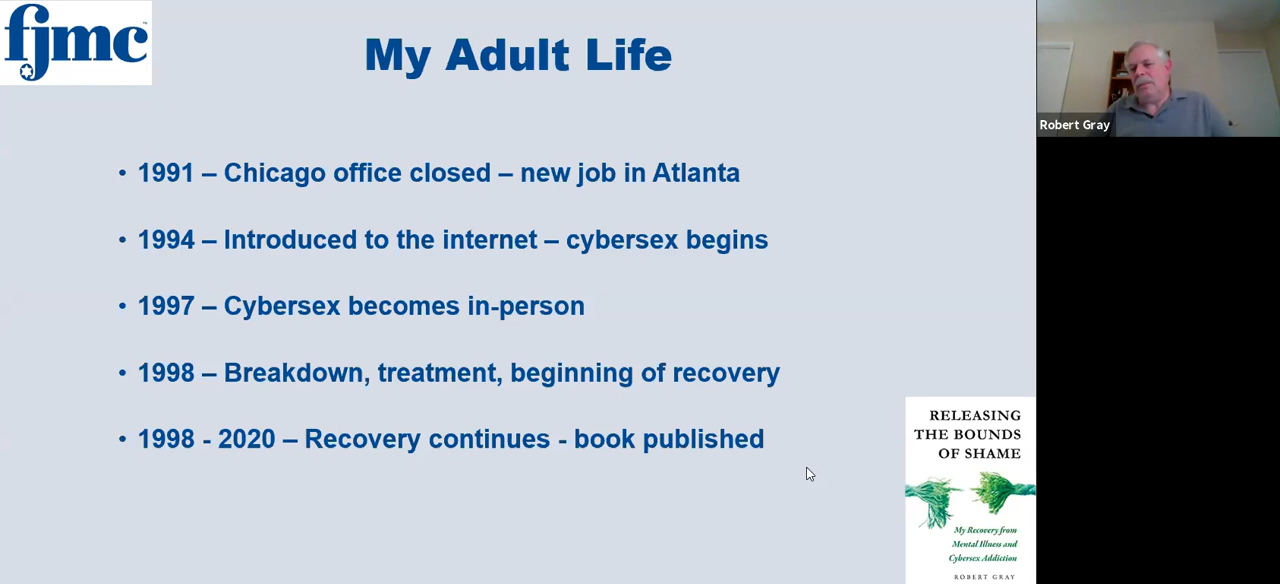 fjmc
My Adult Life
• 1991 – Chicago office closed – new job in Atlanta
• 1994 – Introduced to the internet – cybersex begins
• 1997 – Cybersex becomes in-person
• 1998 – Breakdown, treatment, beginning of recovery
• 1998 - 2020 – Recovery continues - book published
Robert Gray
RELEASING
THE BOUNDS
OF SHAME
My Recovery from
Mental Illness and
Cybersex Addiction
ROBERT GRAY